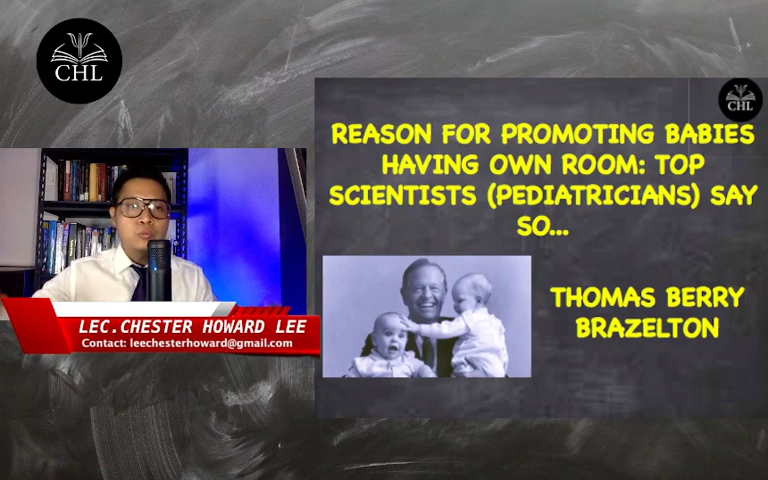 CHL
CHL
REASON FOR PROMOTING BABIES
HAVING OWN ROOM: TOP
SCIENTISTS (PEDIATRICIANS) SAY
SO...
THOMAS BERRY
BRAZELTON
LEC.CHESTER HOWARD LEE
Contact: leechesterhoward@gmail.com